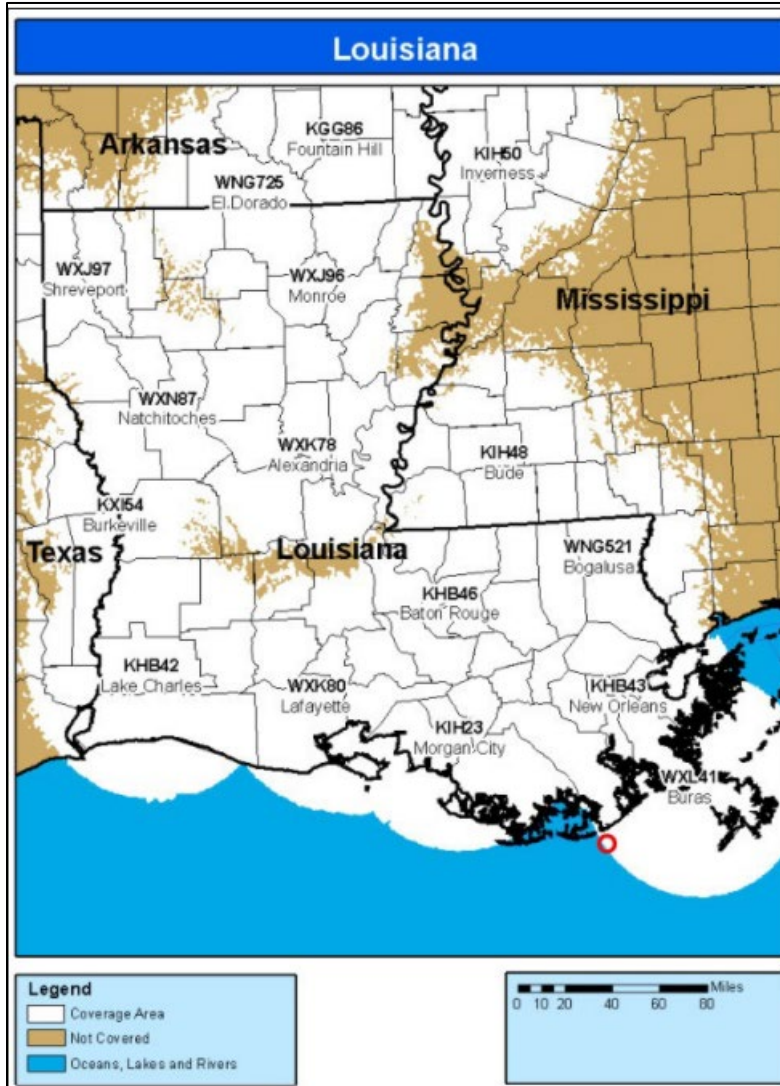 Louisiana
KGG86
Fountain Hill
Arkansas
KIH50
Inverness
WNG725
El Dorado
WXJ97
Shreveport
WXJ96
Monroe
Mississippi
WXN87
Natchitoches
WXK78
Alexandria
KIH48
Bude
KXI54
Burkeville
Texas
Louisiana
WNG521
Bogalusa
KHB46
Baton Rouge
KHB42
Lake Charles
WXK80
Lafayette
KHB43
New Orleans
KIH23
Morgan City
WXL41
Buras
Legend
Coverage Area
Not Covered
Oceans, Lakes and Rivers
Miles
0 10 20 40 60 80